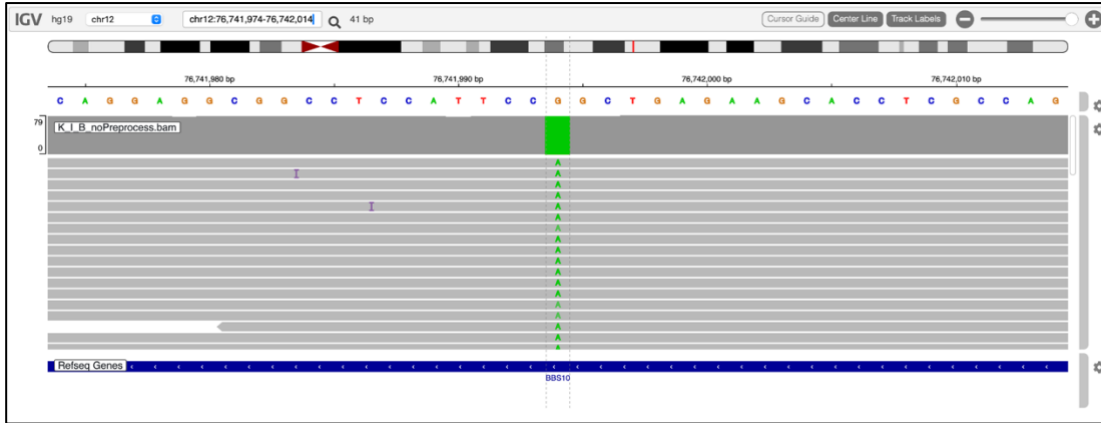 IGV hg19 chr12 chr12:76,741,974-76,742,014 41 bp Cursor Guide Center Line Track Labels
76,741,980 bp 76,741,990 bp 76,742,000 bp 76,742,010 bp
C A G G A G G C G G C C T C C A T T C C G G C T G A G A A G C A C C T C G C C A G
79 K_I_B_noPreprocess.barn
0
A
I A
A
A
I A
A
A
A
A
A
A
A
A
A
A
A
A
A
Refseq Genes
BBS10